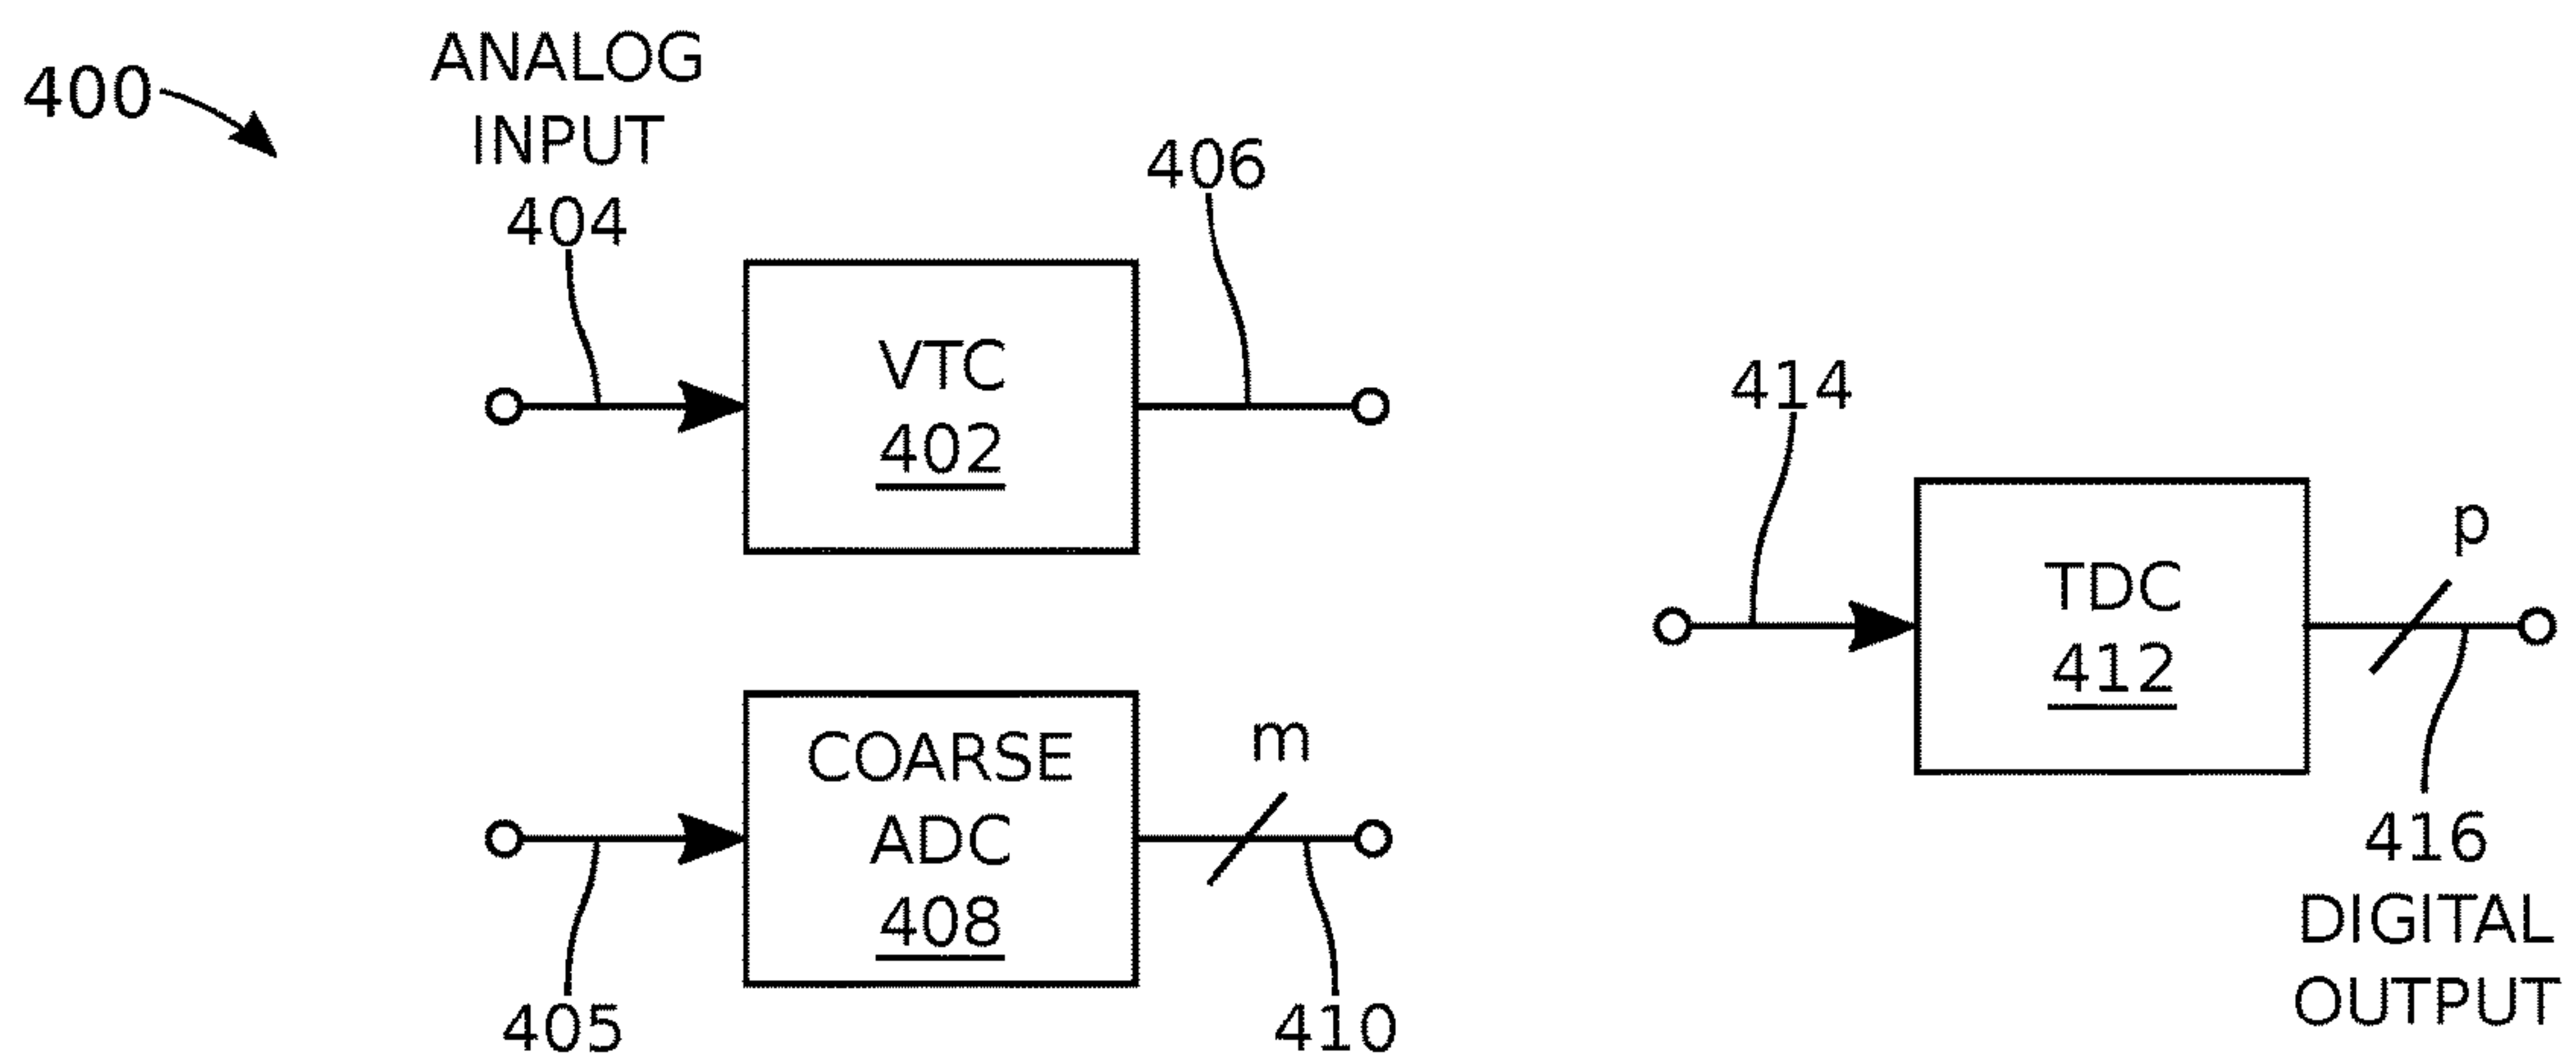 400
ANALOG
INPUT
404
406
VTC
402
414
TDC
412
p
416
DIGITAL
OUTPUT
COARSE
ADC
408
m
405
410